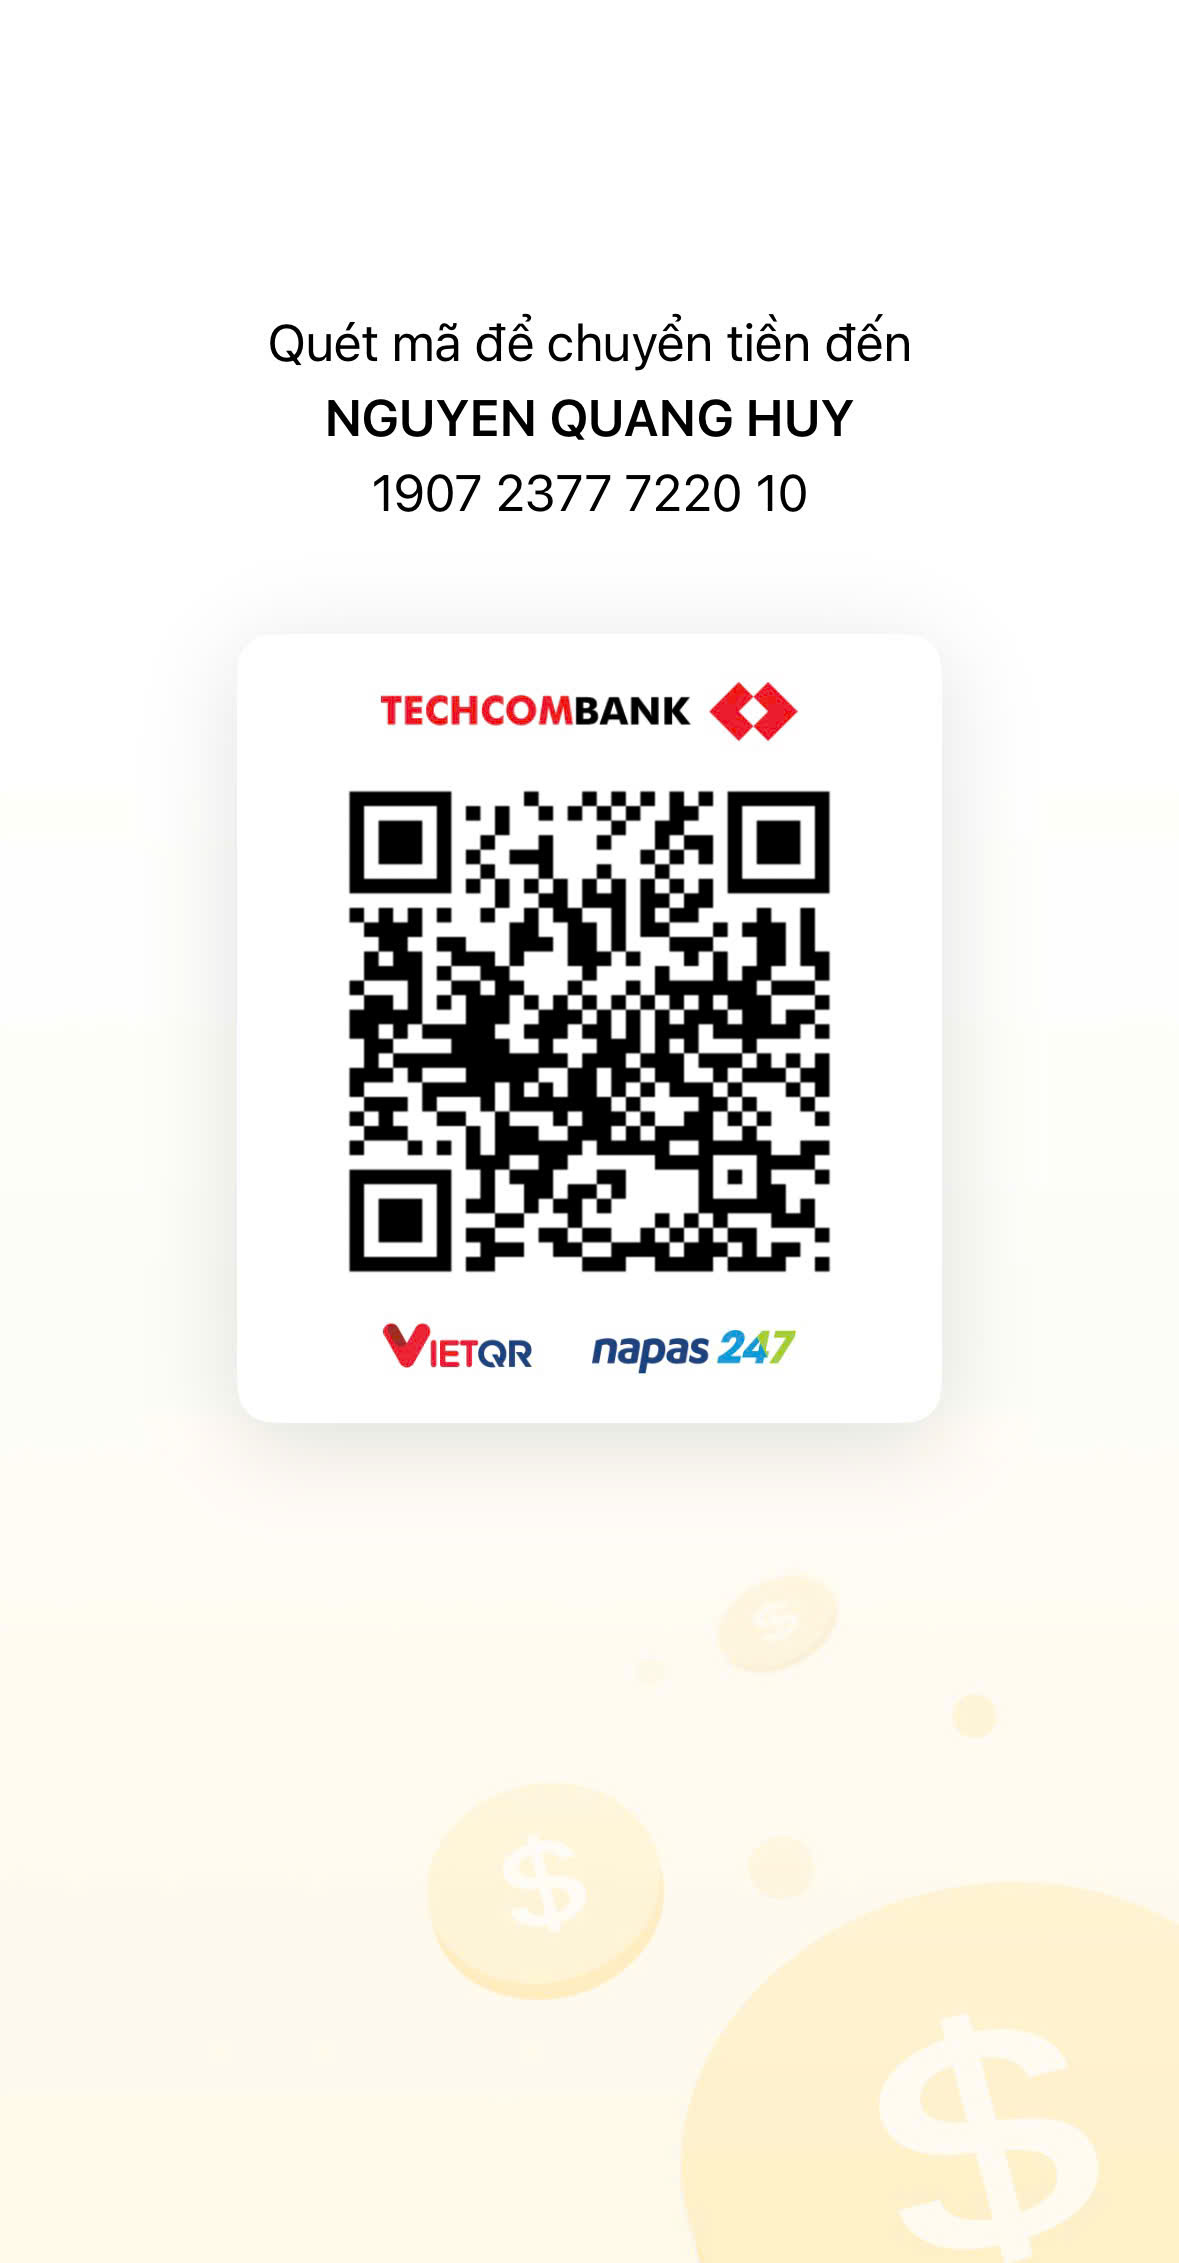 Quét mã để chuyển tiền đến
NGUYEN QUANG HUY
1907 2377 7220 10
TECHCOMBANK
VIETQR napas 247
$
$
$